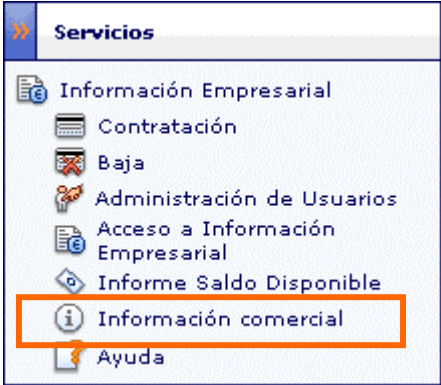 Servicios
Información Empresarial
Contratación
Baja
Administración de Usuarios
Acceso a Información
Empresarial
Informe Saldo Disponible
Información comercial
Ayuda